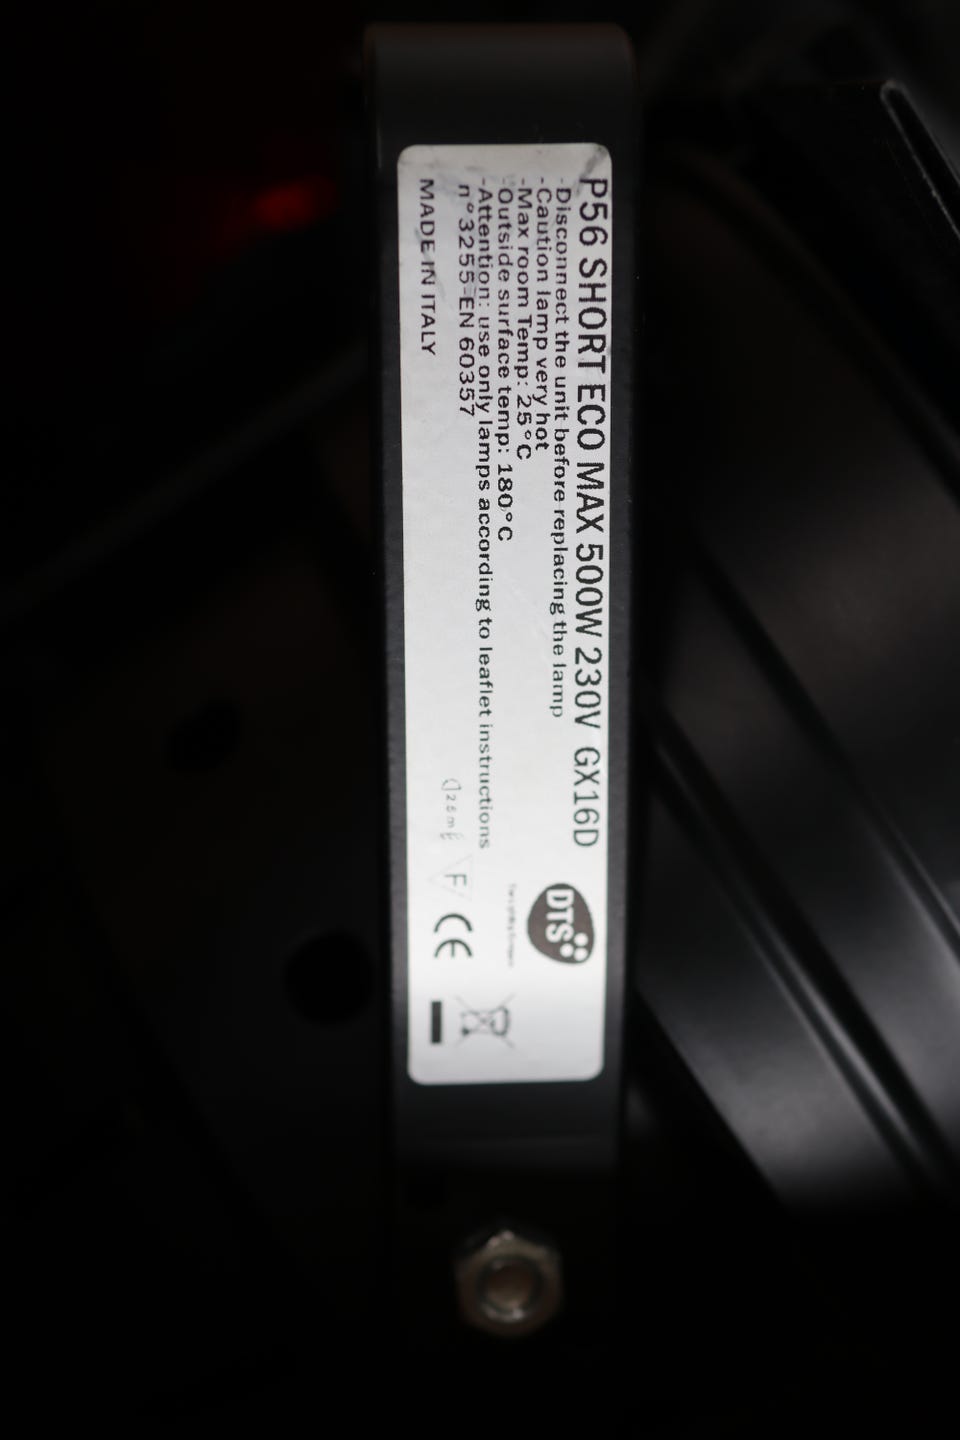 P56 SHORT ECO MAX 500W 230V GX16D
-Disconnect the unit before replacing the lamp
-Caution lamp very hot
-Max room Temp: 25°C
-Outside surface temp: 180°C
-Attention: use only lamps according to leaflet instructions
n°3255-EN 60357
MADE IN ITALY
DTS
F
CE